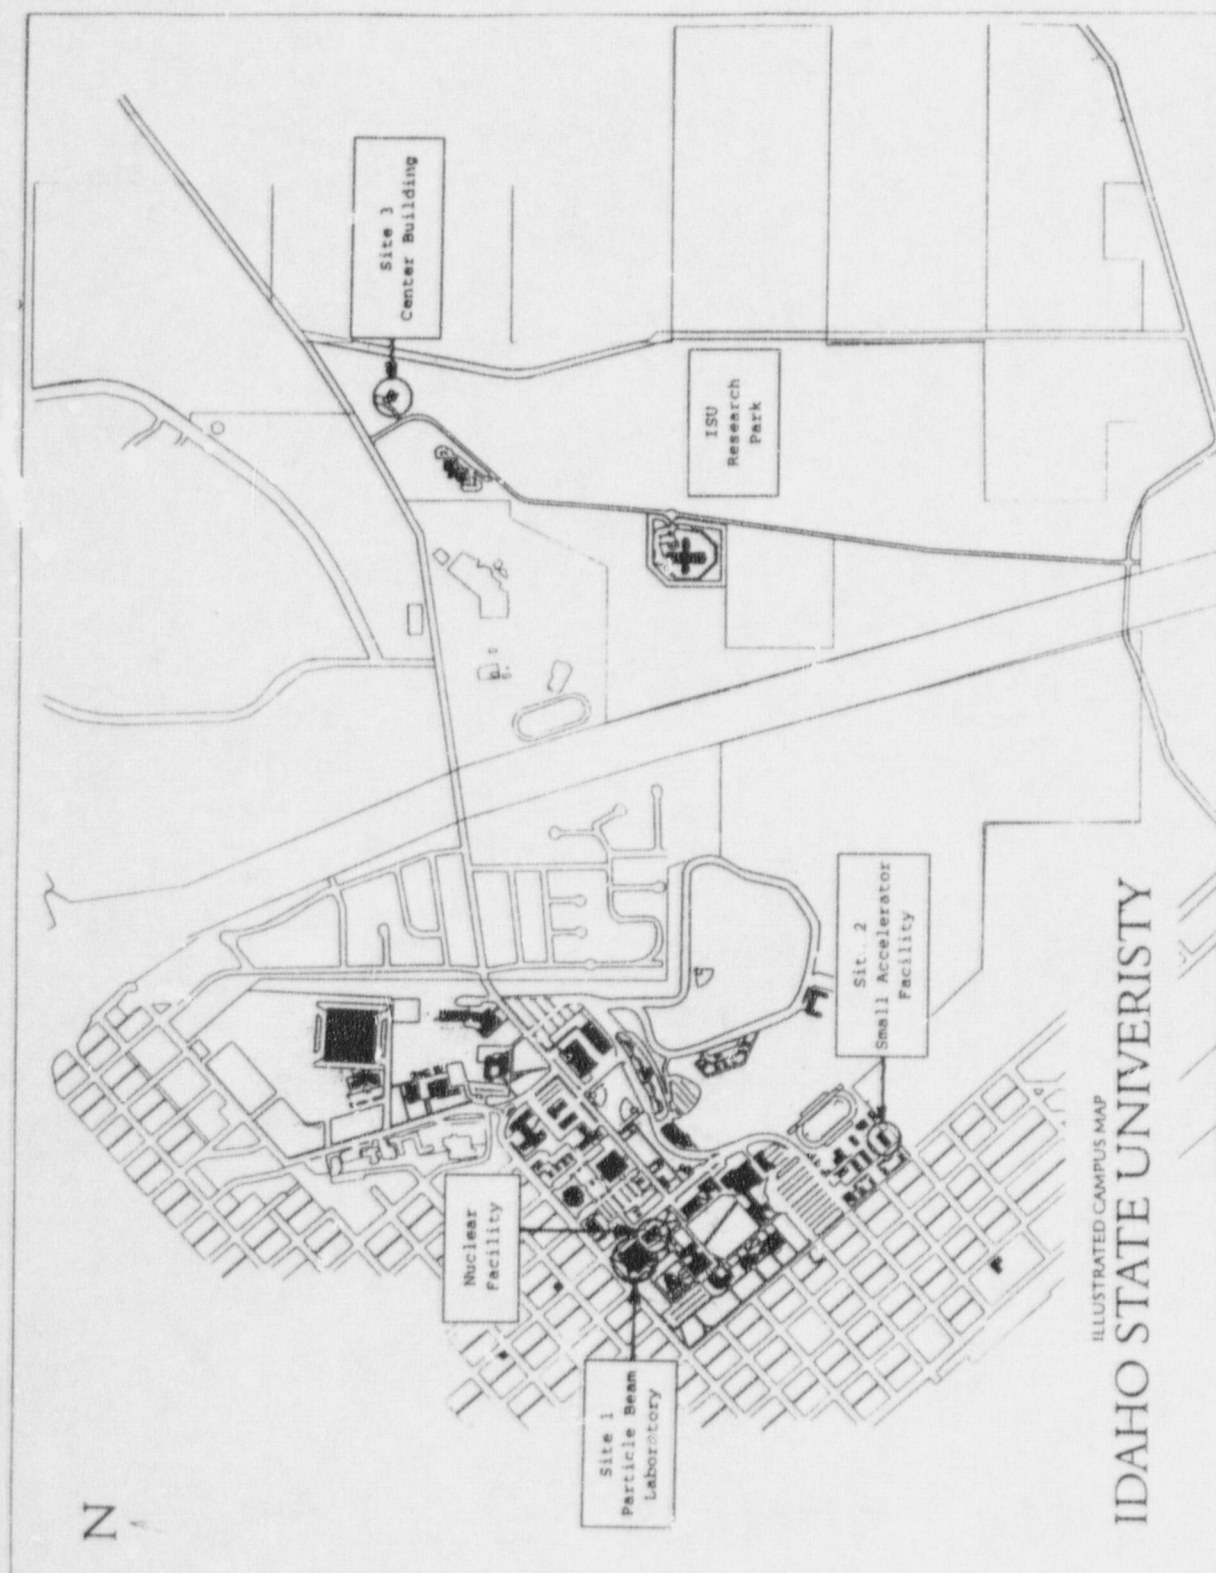 N
Site 3
Center Building
ISU
Research
Park
Nuclear
Facility
Site 1
Particle Beam
Laboratory
Sit. 2
Small Accelerator
Facility
ILLUSTRATED CAMPUS MAP
IDAHO STATE UNIVERISTY